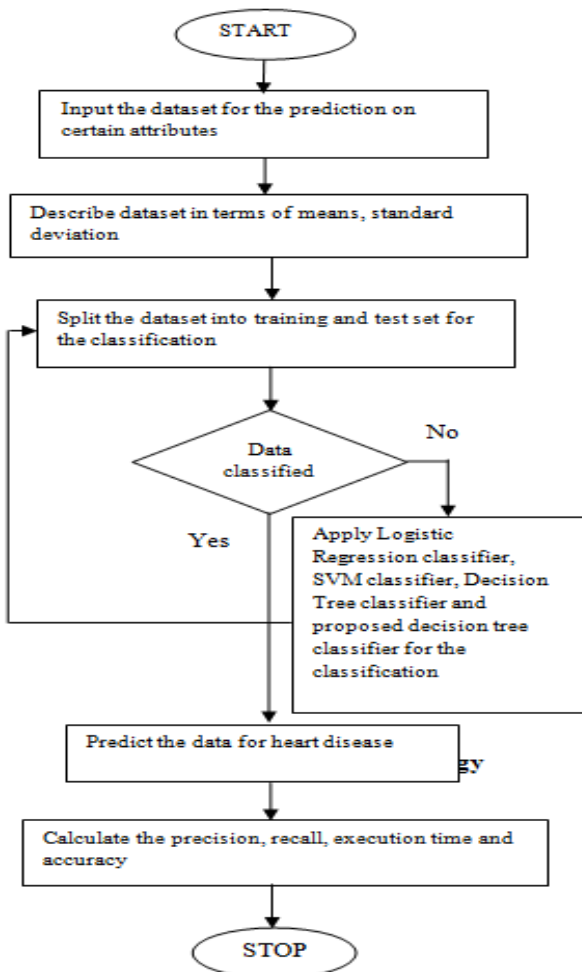 START
Input the dataset for the prediction on
certain attributes
Describe dataset in terms of means, standard
deviation
Split the dataset into training and test set for
the classification
Data
classified
No
Yes
Apply Logistic
Regression classifier,
SVM classifier, Decision
Tree classifier and
proposed decision tree
classifier for the
classification
Predict the data for heart disease
gy
Calculate the precision, recall, execution time and
accuracy
STOP